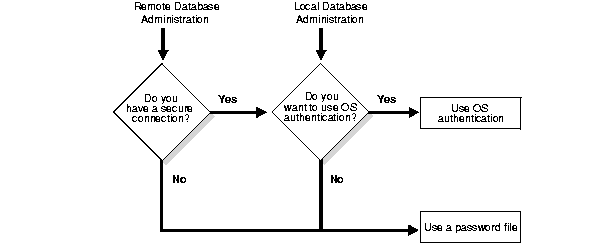 Remote Database
Administration
Local Database
Administration
Do you
have a secure
connection?
Yes
Do you
want to use OS
authentication?
Yes
Use OS
authentication
No
No
Use a password file